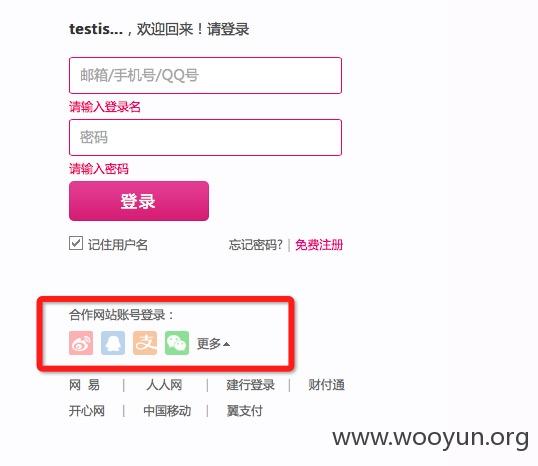 testis...，欢迎回来！请登录
邮箱/手机号/QQ号
请输入登录名
密码
请输入密码
登录
记住用户名 忘记密码? | 免费注册
合作网站账号登录：
支 更多
网 易 | 人人网 | 建行登录 | 财付通
开心网 | 中国移动 | 翼支付
www.wooyun.org